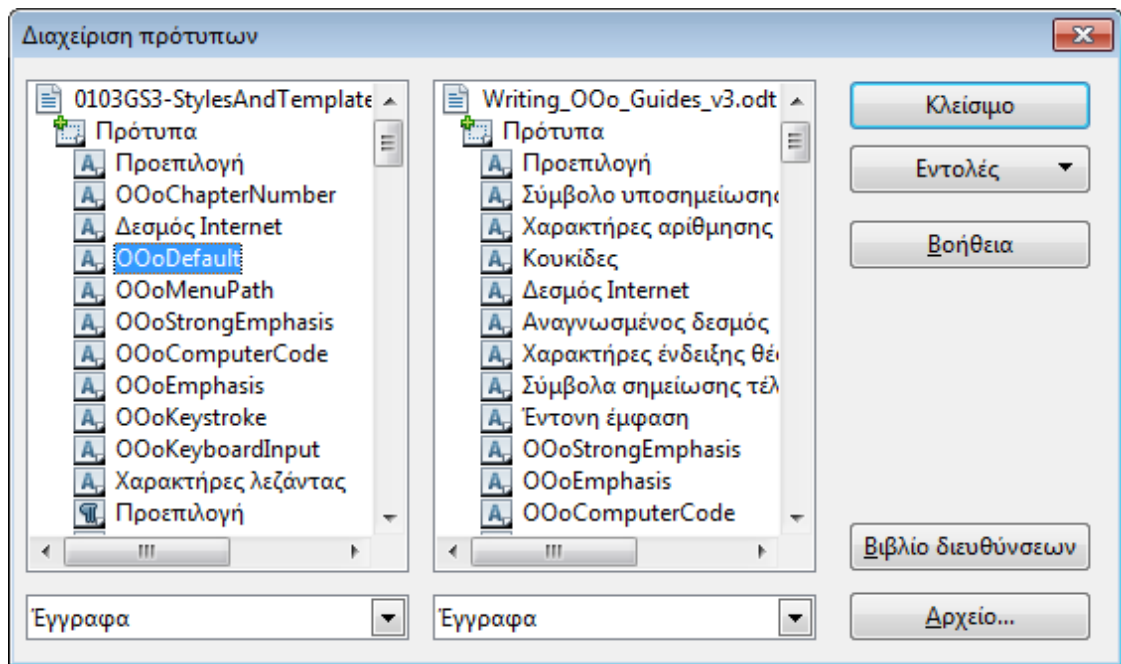 Διαχείριση πρότυπων
0103GS3-StylesAndTemplate
Πρότυπα
Προεπιλογή
OOoChapterNumber
Δεσμός Internet
OOoDefault
OOoMenuPath
OOoStrongEmphasis
OOoComputerCode
OOoEmphasis
OOoKeystroke
OOoKeyboardInput
Χαρακτήρες λεζάντας
Προεπιλογή
Έγγραφα
Writing_OOo_Guides_v3.odt
Πρότυπα
Προεπιλογή
Σύμβολο υποσημείωσης
Χαρακτήρες αρίθμησης
Κουκίδες
Δεσμός Internet
Αναγνωσμένος δεσμός
Χαρακτήρες ένδειξης θέ
Σύμβολα σημείωσης τέλ
Έντονη έμφαση
OOoStrongEmphasis
OOoEmphasis
OOoComputerCode
Έγγραφα
Κλείσιμο
Εντολές
Βοήθεια
Βιβλίο διευθύνσεων
Αρχείο...